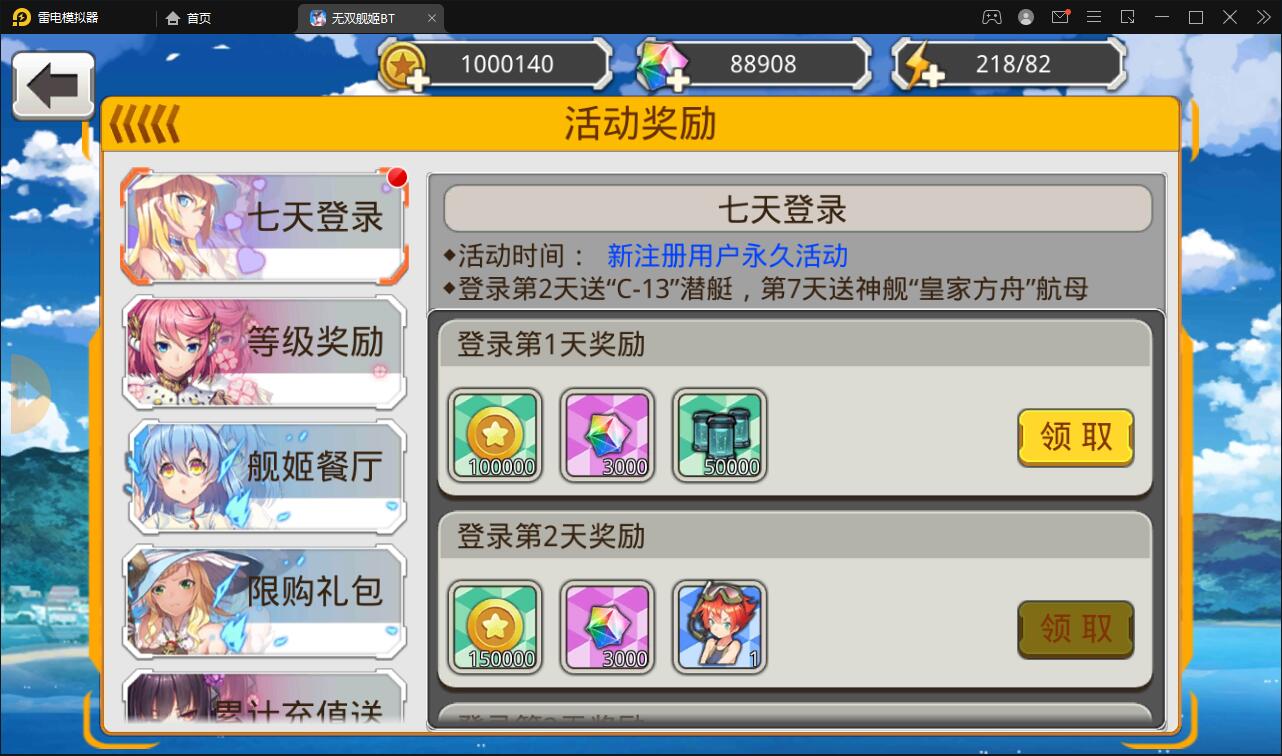 雷电模拟器
首页
无双舰姬BT
1000140
88908
218/82
活动奖励
七天登录
等级奖励
舰姬餐厅
限购礼包
累计充值送
七天登录
◆活动时间： 新注册用户永久活动
◆登录第2天送“C-13”潜艇，第7天送神舰“皇家方舟”航母
登录第1天奖励
100000
3000
50000
领 取
登录第2天奖励
150000
3000
1
领 取